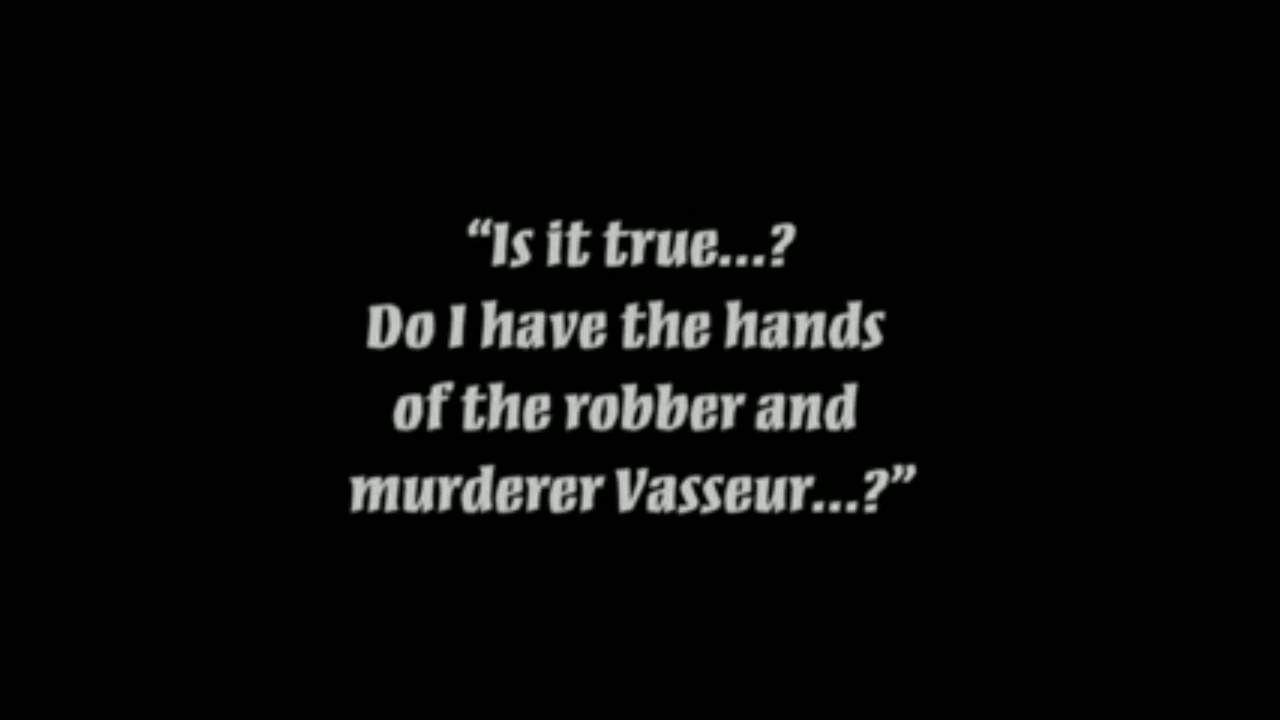 “Is it true...?
Do I have the hands
of the robber and
murderer Vasseur...?”